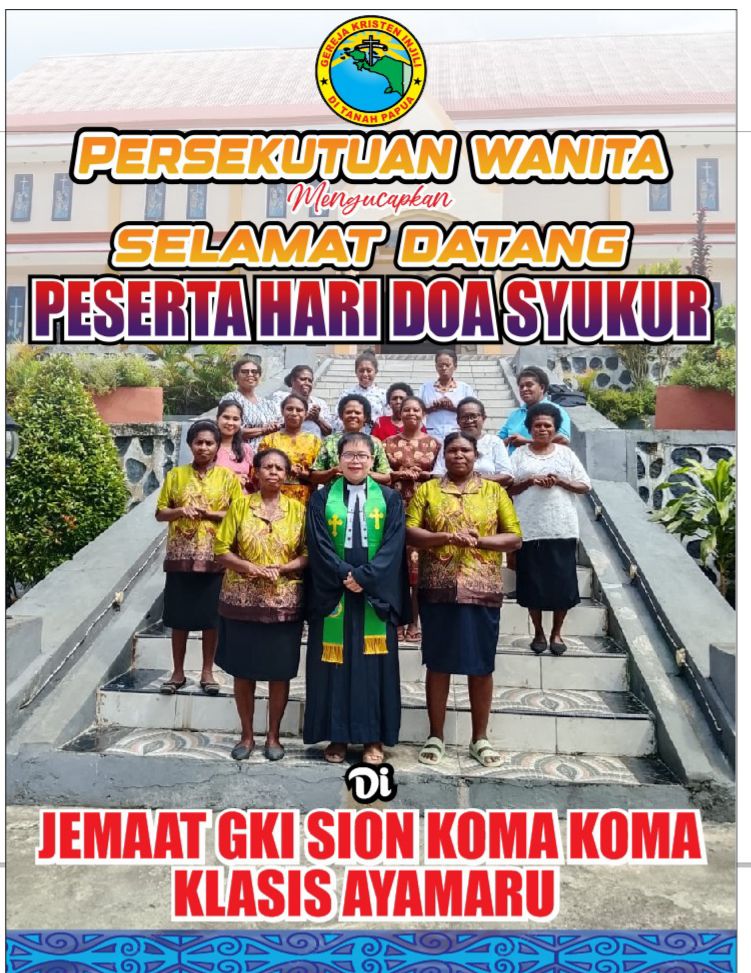 GEREJA KRISTEN INJILI
DI TANAH PAPUA
PERSEKUTUAN WANITA
Mengucapkan
SELAMAT DATANG
PESERTA HARI DOA SYUKUR
Di
JEMAAT GKI SION KOMA KOMA
KLASIS AYAMARU